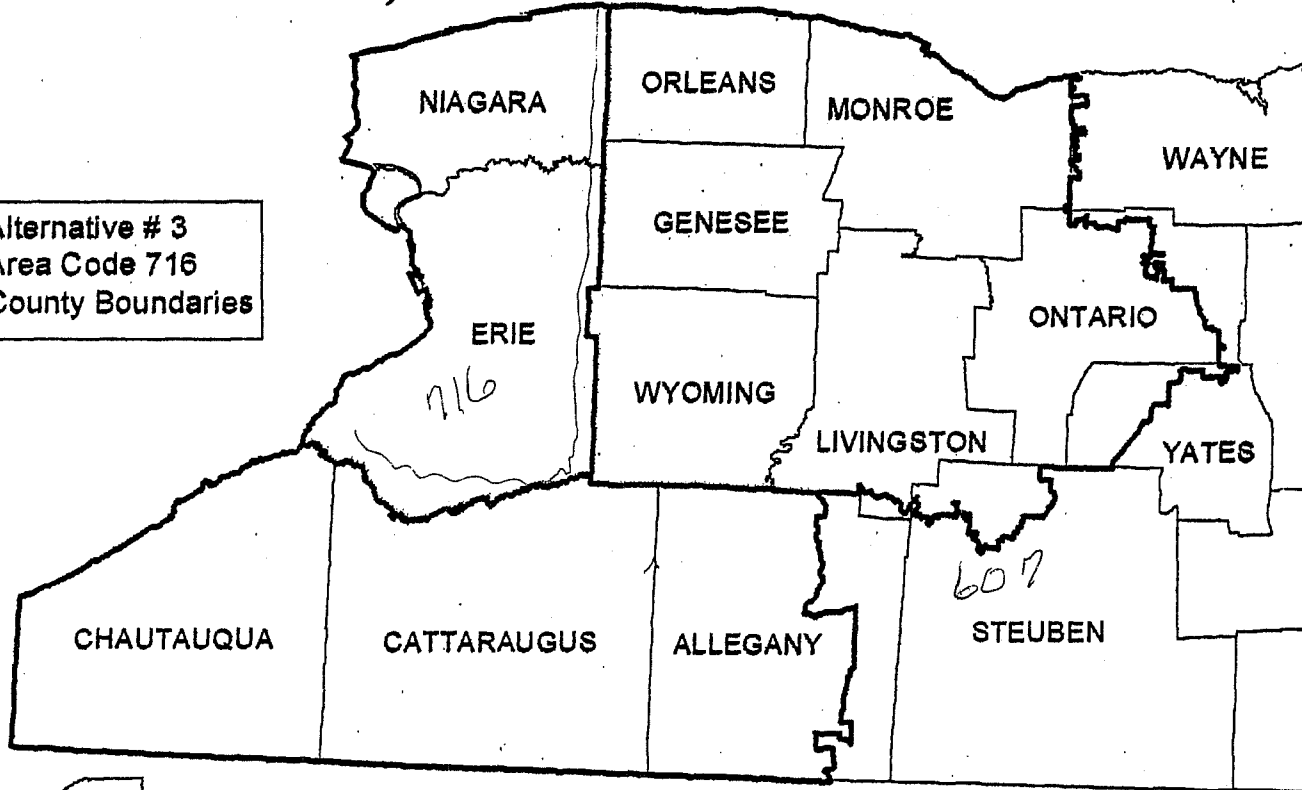 NIAGARA
ORLEANS
MONROE
WAYNE
Alternative # 3
Area Code 716
County Boundaries
GENESEE
ERIE
ONTARIO
716
WYOMING
LIVINGSTON
YATES
607
CHAUTAUQUA
CATTARAUGUS
ALLEGANY
STEUBEN